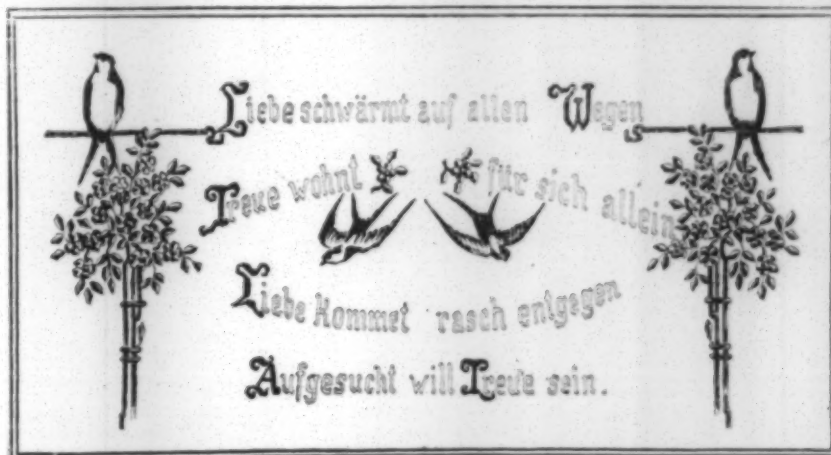 Liebe schwärmt auf allen Wegen
Treue wohnt für sich allein
Liebe kommet rasch entgegen
Aufgesucht will Treue sein.